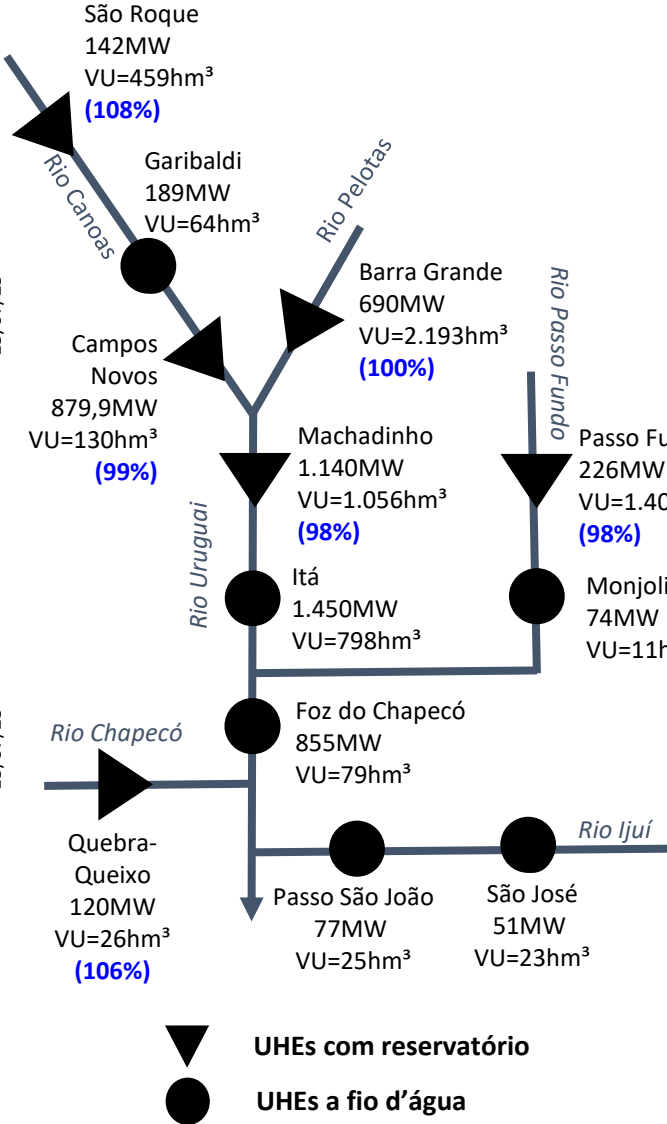 São Roque
142MW
VU=459hm³
(108%)
Rio Canoas
Garibaldi
189MW
VU=64hm³
Rio Pelotas
Barra Grande
690MW
VU=2.193hm³
(100%)
Campos
Novos
879,9MW
VU=130hm³
(99%)
Rio Passo Fundo
Machadinho
1.140MW
VU=1.056hm³
(98%)
Passo
226MW
(98%)
Rio Uruguai
Itá
1.450MW
VU=798hm³
74MW
Foz do Chapecó
855MW
VU=79hm³
Rio Chapecó
Quebra-
Queixo
120MW
VU=26hm³
(106%)
Rio Ijuí
Passo São João
77MW
VU=25hm³
São José
51MW
VU=23hm³
UHEs com reservatório
UHEs a fio d'água